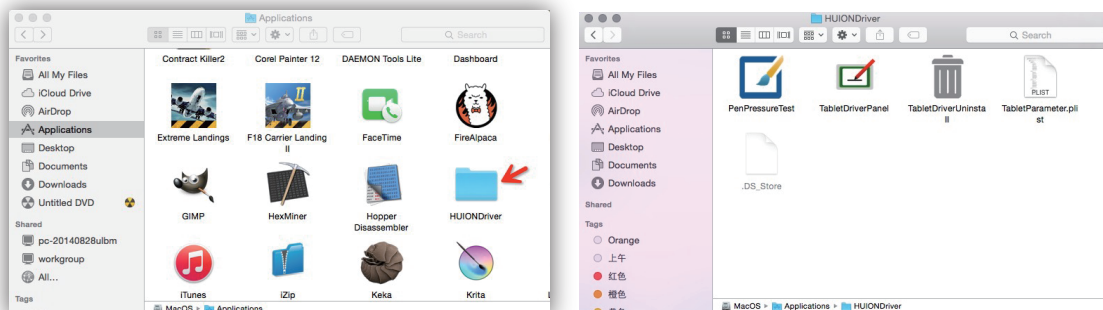 Applications
Search
Favorites
All My Files
iCloud Drive
AirDrop
Applications
Desktop
Documents
Downloads
Untitled DVD
Shared
pc-20140828ulbm
workgroup
All...
Tags
Contract Killer2
Corel Painter 12
DAEMON Tools Lite
Dashboard
Extreme Landings
F18 Carrier Landing
II
FaceTime
FireAlpaca
GIMP
HexMiner
Hopper
Disassembler
HUIONDriver
iTunes
iZip
Keka
Krita
MacOS ▸ Applications
HUIONDriver
Search
Favorites
All My Files
iCloud Drive
AirDrop
Applications
Desktop
Documents
Downloads
Shared
Tags
Orange
上午
红色
橙色
PenPressureTest
TabletDriverPanel
TabletDriverUninsta
ll
PLIST
TabletParameter.pli
st
.DS_Store
MacOS ▸ Applications ▸ HUIONDriver